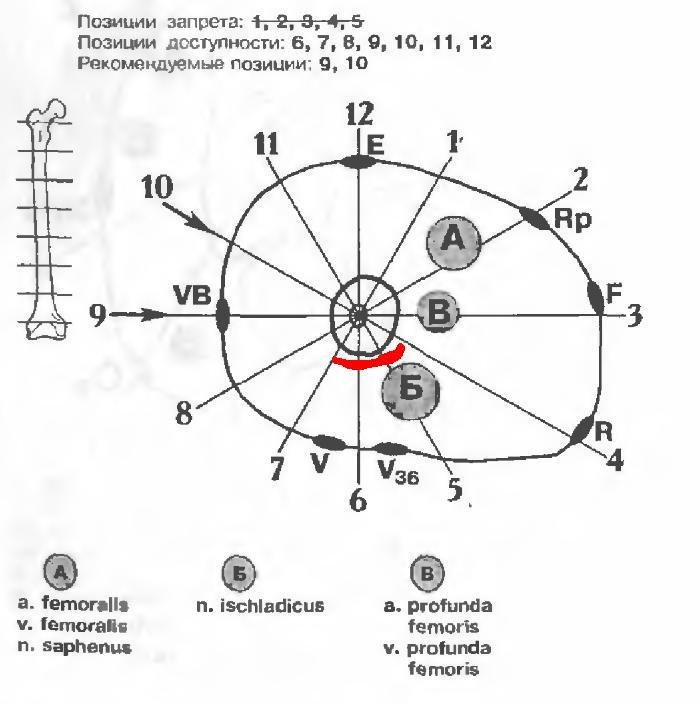 Позиции запрета: 1, 2, 3, 4, 5
Позиции доступности: 6, 7, 8, 9, 10, 11, 12
Рекомендуемые позиции: 9, 10
12
E
11
1
10
2
А
Rp
VB
F
9
В
3
Б
8
R
7
V
V36
4
6
5
А
Б
В
a. femoralis
v. femoralis
n. saphenus
n. ischiadicus
a. profunda
femoris
v. profunda
femoris